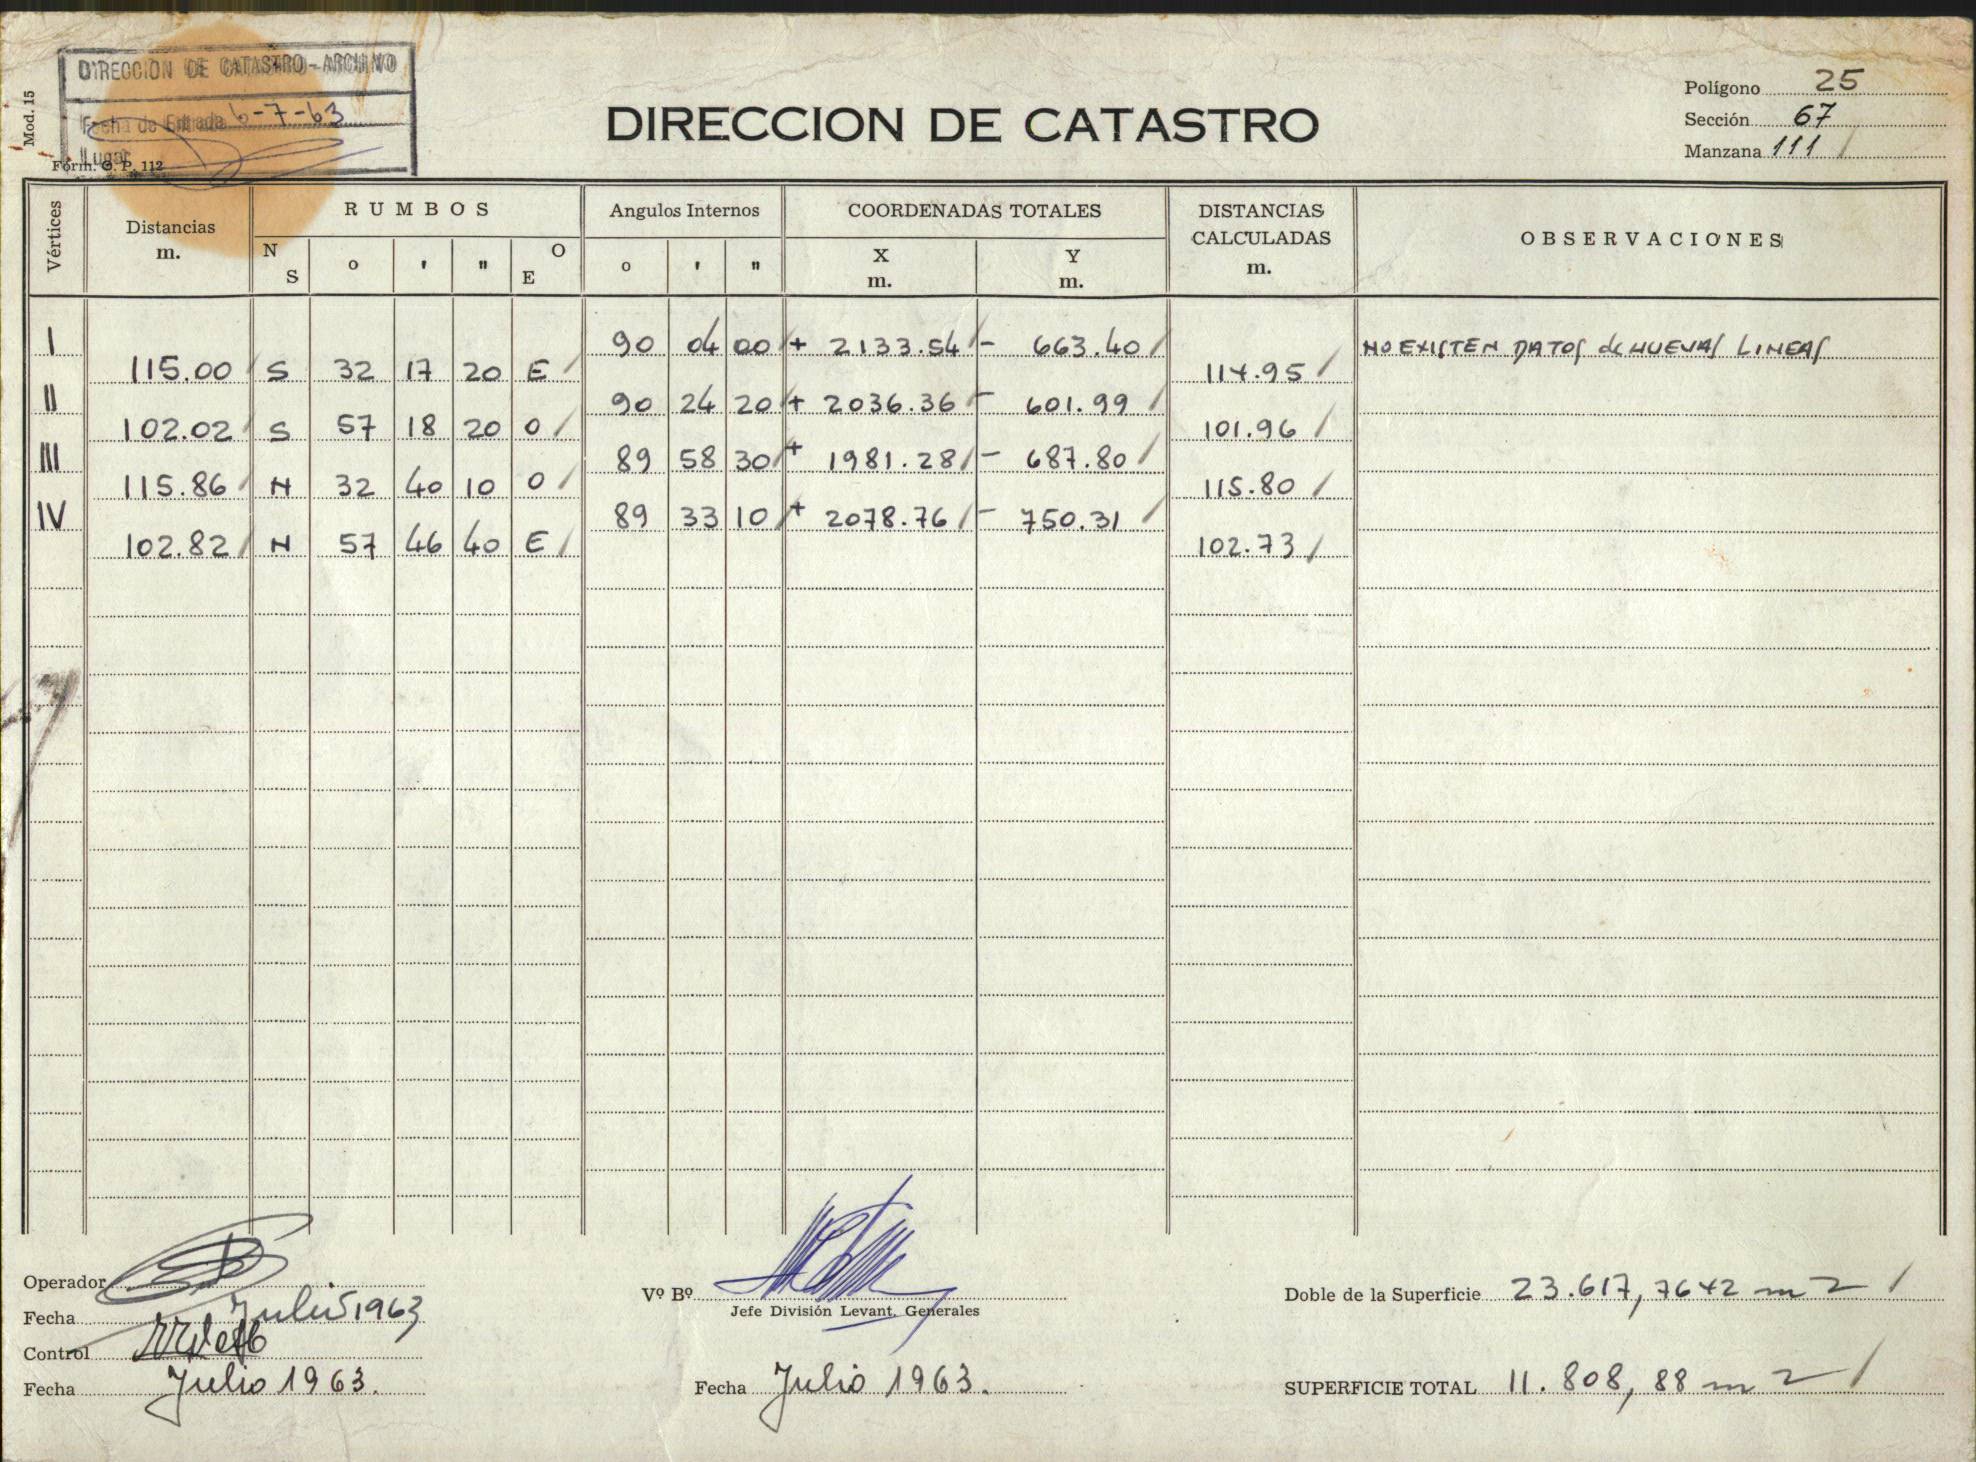 DIRECCION DE CATASTRO - ARCHIVO
Fecha de Entrada 6-7-63
Lugar
Mod. 15
Form. O. P. 112
DIRECCION DE CATASTRO
Polígono 25
Sección 67
Manzana 111
Vértices Distancias m. RUMBOS Angulos Internos COORDENADAS TOTALES DISTANCIAS CALCULADAS m. OBSERVACIONES
N S o ' " O E o ' " X m. Y m.
I 90 04 00 + 2133.54 - 663.40 NO EXISTEN DATOS de NUEVAS LINEAS
115.00 S 32 17 20 E 114.95
II 90 24 20 + 2036.36 - 601.99
102.02 S 57 18 20 O 101.96
III 89 58 30 + 1981.28 - 687.80
115.86 N 32 40 10 O 115.80
IV 89 33 10 + 2078.76 - 750.31
102.82 N 57 46 40 E 102.73
Operador
Fecha Julio 1963
Control
Fecha Julio 1963.
Vº Bº
Jefe División Levant. Generales
Fecha Julio 1963.
Doble de la Superficie 23.617,7642 m2
SUPERFICIE TOTAL 11.808,88 m2